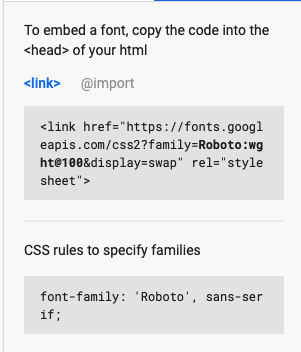 To embed a font, copy the code into the
<head> of your html
<link> @import
<link href="https://fonts.googl
eapis.com/css2?family=Roboto:wg
ht@100&display=swap" rel="style
sheet">
CSS rules to specify families
font-family: 'Roboto', sans-ser
if;